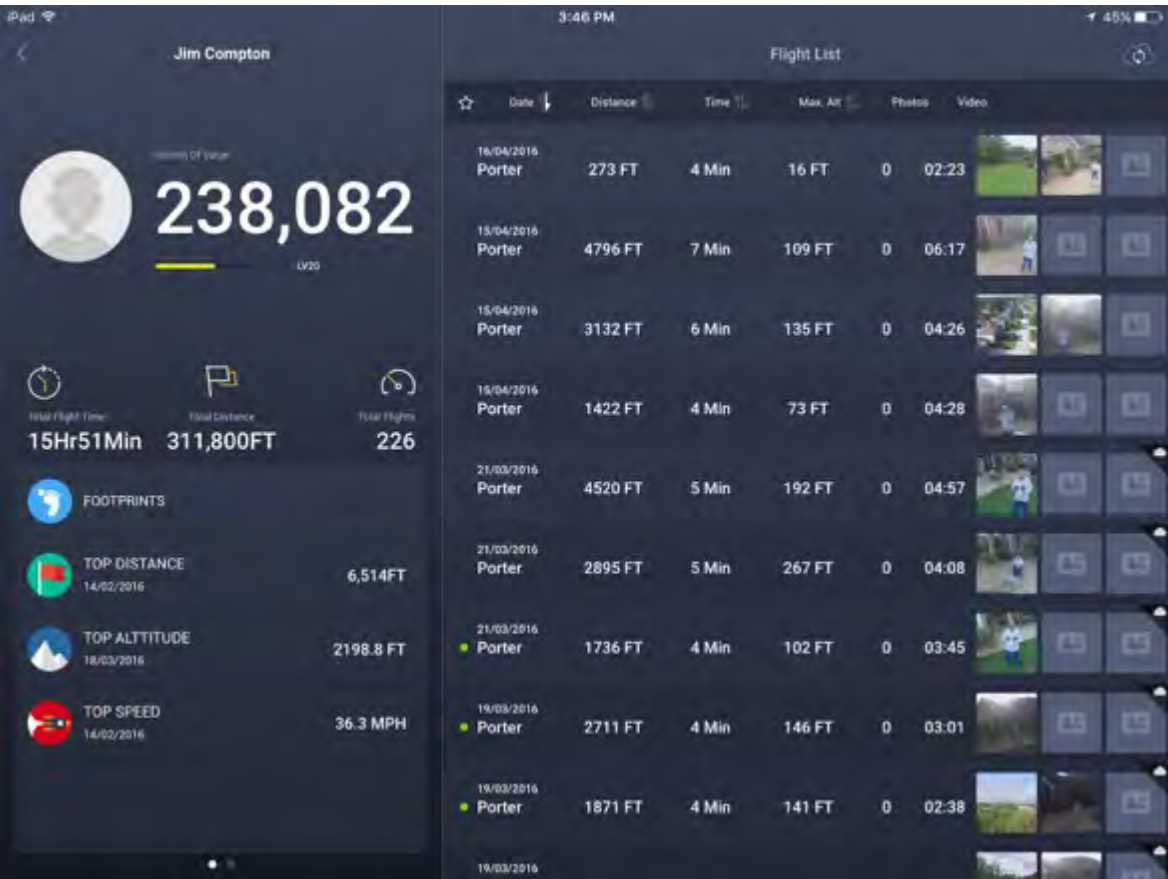 iPad 3:46 PM 45%
Jim Compton
Flight List
Date Distance Time Max. Alt Photos Video
238,082
LV20
Total Flight Time Total Distance Total Flights
15Hr51Min 311,800FT 226
FOOTPRINTS
TOP DISTANCE
14/02/2016
6,514FT
TOP ALTTITUDE
18/03/2016
2198.8 FT
TOP SPEED
14/02/2016
36.3 MPH
16/04/2016
Porter 273 FT 4 Min 16 FT 0 02:23
15/04/2016
Porter 4796 FT 7 Min 109 FT 0 06:17
15/04/2016
Porter 3132 FT 6 Min 135 FT 0 04:26
15/04/2016
Porter 1422 FT 4 Min 73 FT 0 04:28
21/03/2016
Porter 4520 FT 5 Min 192 FT 0 04:57
21/03/2016
Porter 2895 FT 5 Min 267 FT 0 04:08
21/03/2016
Porter 1736 FT 4 Min 102 FT 0 03:45
19/03/2016
Porter 2711 FT 4 Min 146 FT 0 03:01
19/03/2016
Porter 1871 FT 4 Min 141 FT 0 02:38
19/03/2016